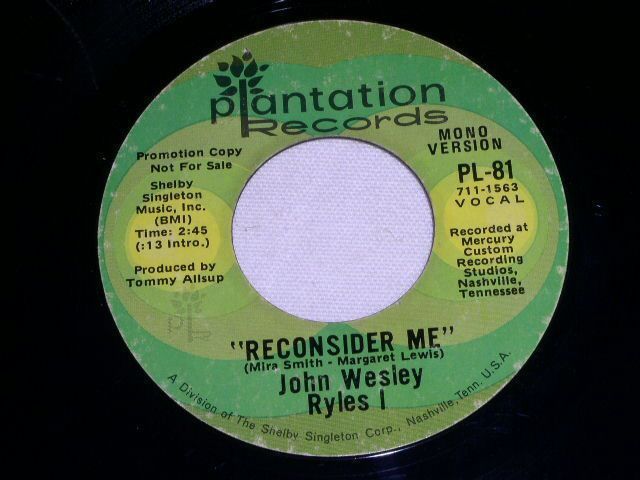 plantation
Records
MONO
VERSION
Promotion Copy
Not For Sale
PL-81
711-1563
VOCAL
Shelby
Singleton
Music, Inc.
(BMI)
Time: 2:45
(:13 Intro.)
Produced by
Tommy Allsup
Recorded at
Mercury
Custom
Recording
Studios,
Nashville,
Tennessee
"RECONSIDER ME"
(Mira Smith - Margaret Lewis)
John Wesley
Ryles I
A Division of The Shelby Singleton Corp., Nashville, Tenn. U.S.A.